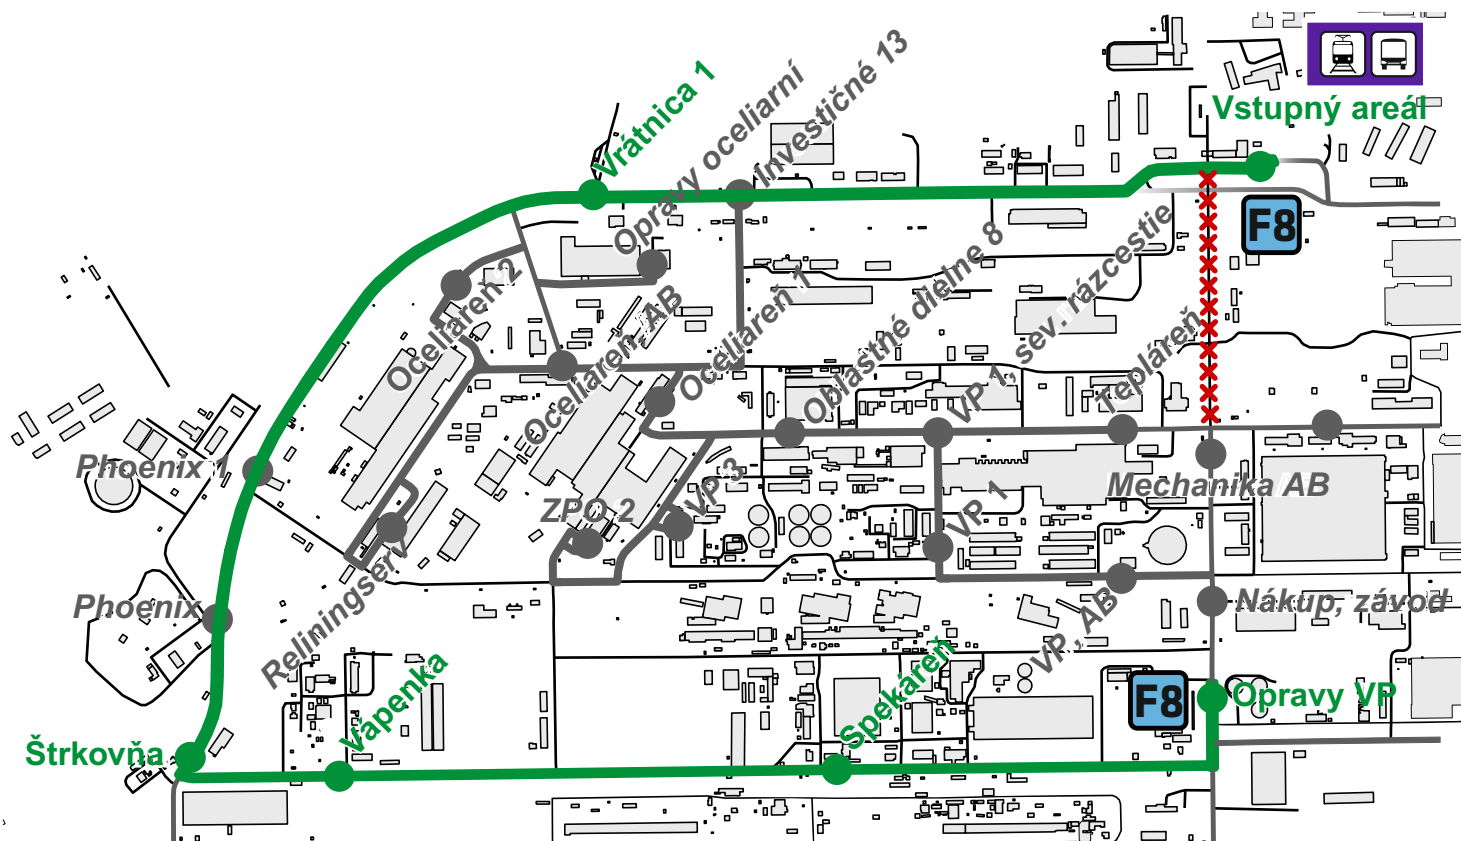 Vrátnica 1
Opravy oceliarní
Investičné 13
Vstupný areál
F8
Oceliareň 2
Oceliareň, AB
Oceliareň 1
Oblastné dielne 8
VP 1, sev. rázcestie
Tepláreň
Phoenix 1
ZPO 2
VP 3
VP 1
Mechanika AB
Phoenix
Reliningserv
VP, AB
Nákup, závod
Štrkovňa
Vápenka
Spekáreň
F8
Opravy VP